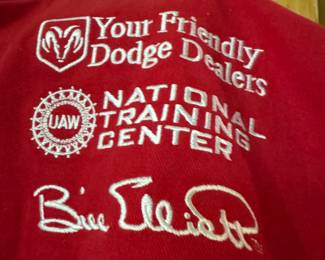 Your Friendly
Dodge Dealers
UAW
NATIONAL
TRAINING
CENTER
Bill Elliott